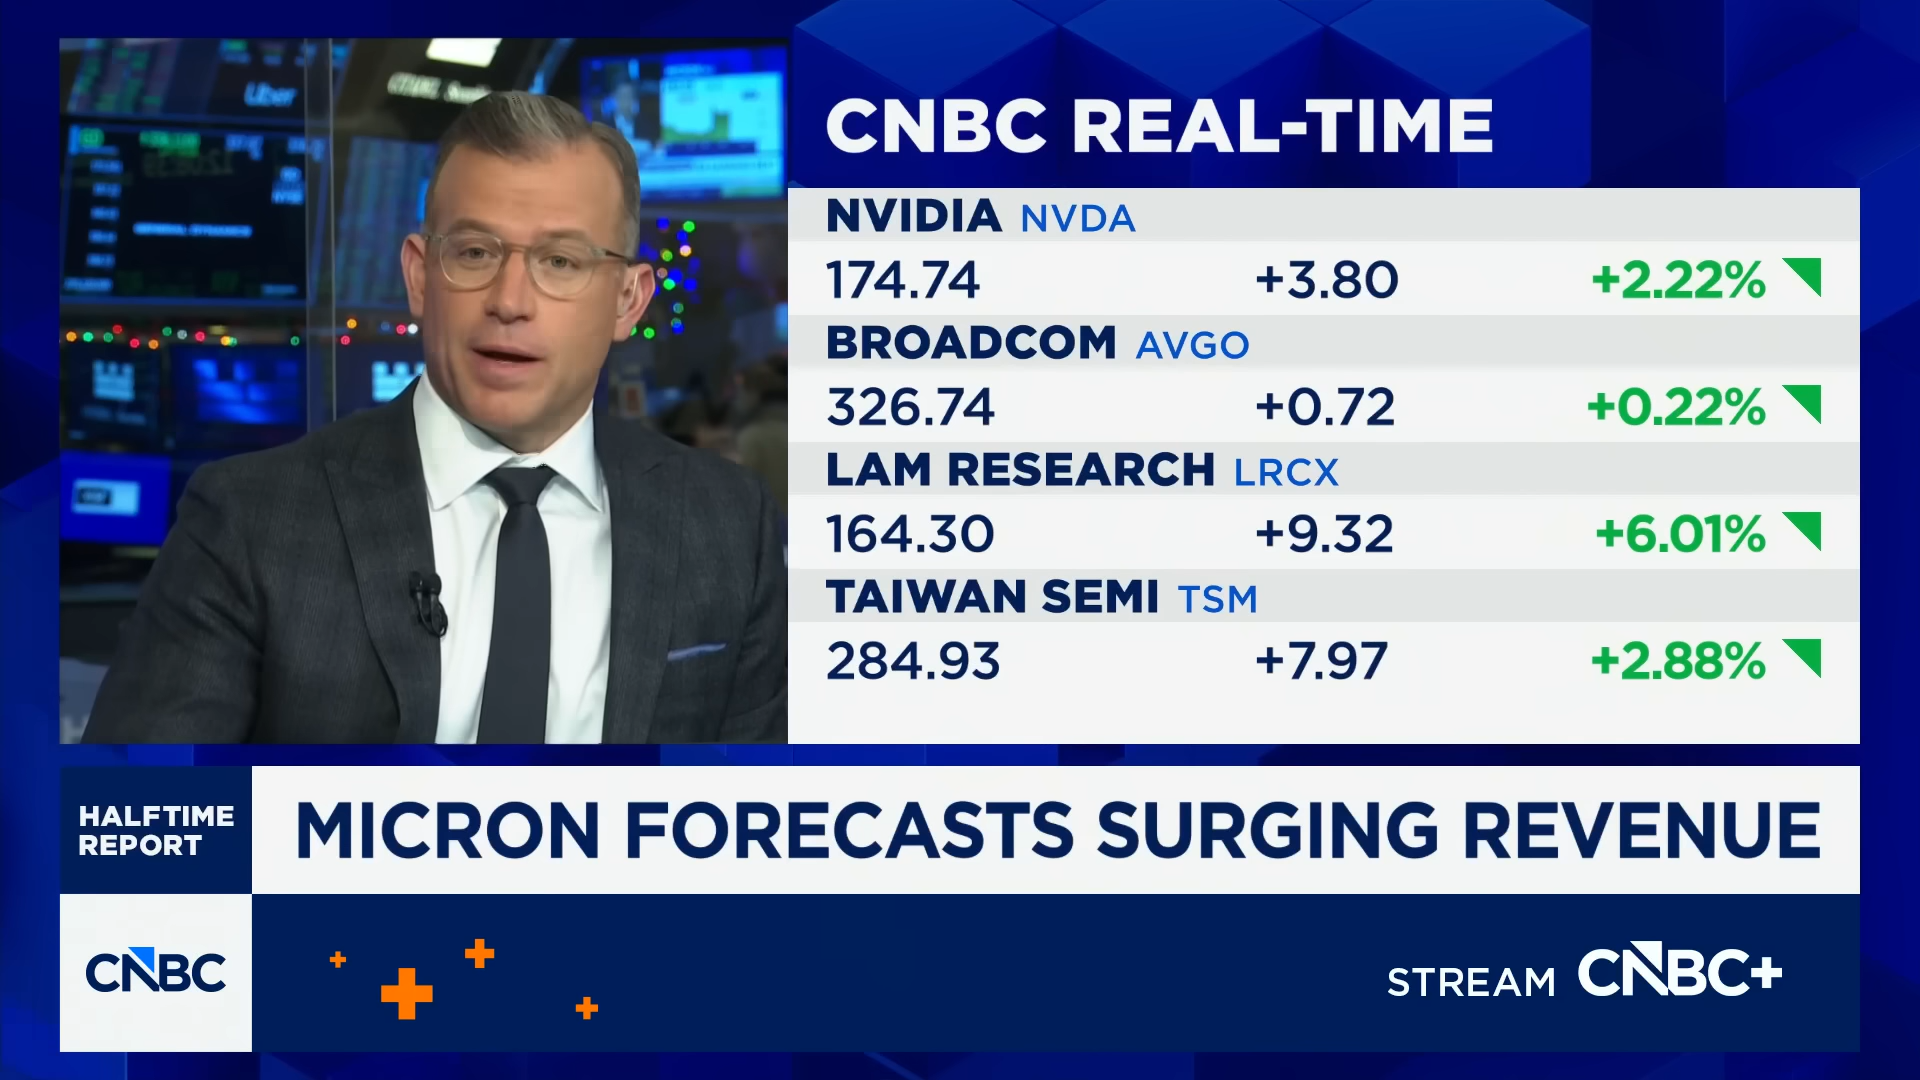 Uber
CNBC REAL-TIME
NVIDIA NVDA
174.74 +3.80 +2.22%
BROADCOM AVGO
326.74 +0.72 +0.22%
LAM RESEARCH LRCX
164.30 +9.32 +6.01%
TAIWAN SEMI TSM
284.93 +7.97 +2.88%
HALFTIME
REPORT
MICRON FORECASTS SURGING REVENUE
CNBC
STREAM CNBC+